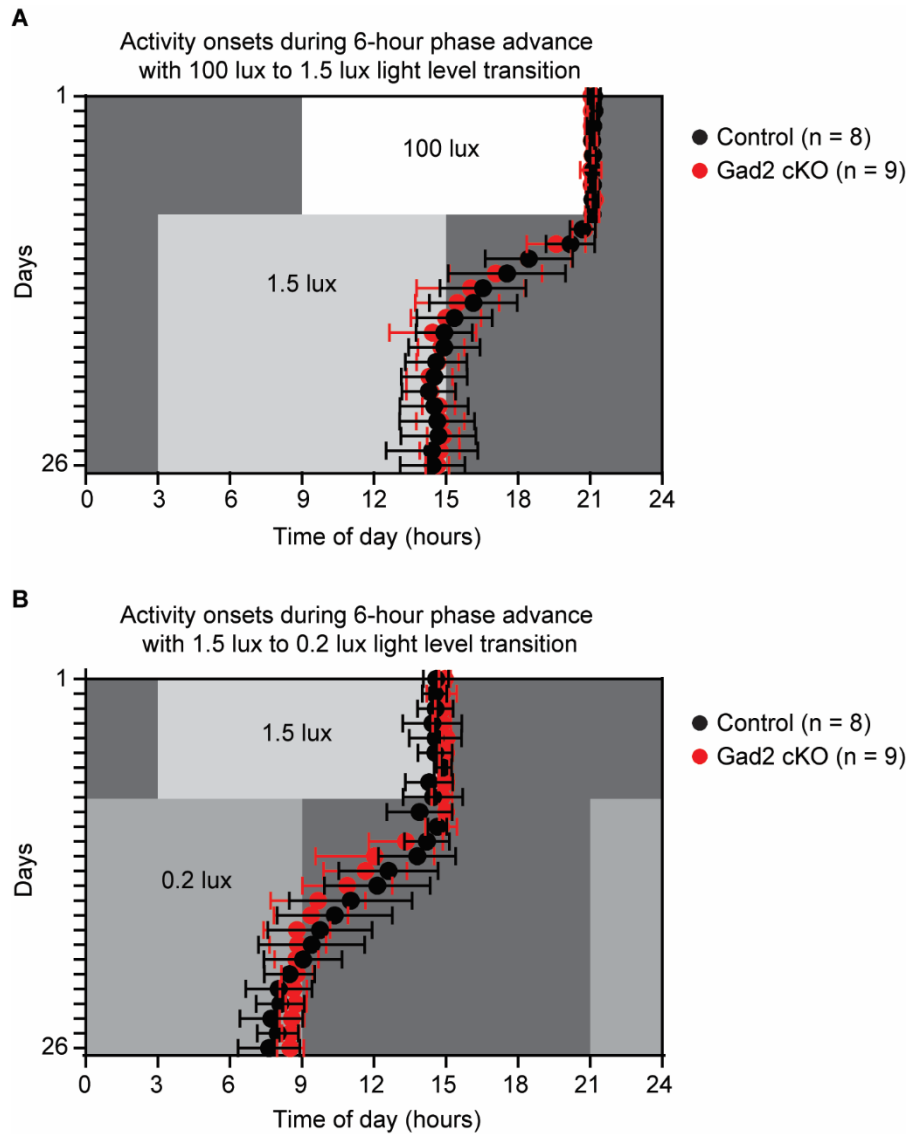 A
Activity onsets during 6-hour phase advance
with 100 lux to 1.5 lux light level transition
1
100 lux
Control (n = 8)
Gad2 cKO (n = 9)
Days
1.5 lux
26
0 3 6 9 12 15 18 21 24
Time of day (hours)
B
Activity onsets during 6-hour phase advance
with 1.5 lux to 0.2 lux light level transition
1
1.5 lux
Control (n = 8)
Gad2 cKO (n = 9)
Days
0.2 lux
26
0 3 6 9 12 15 18 21 24
Time of day (hours)